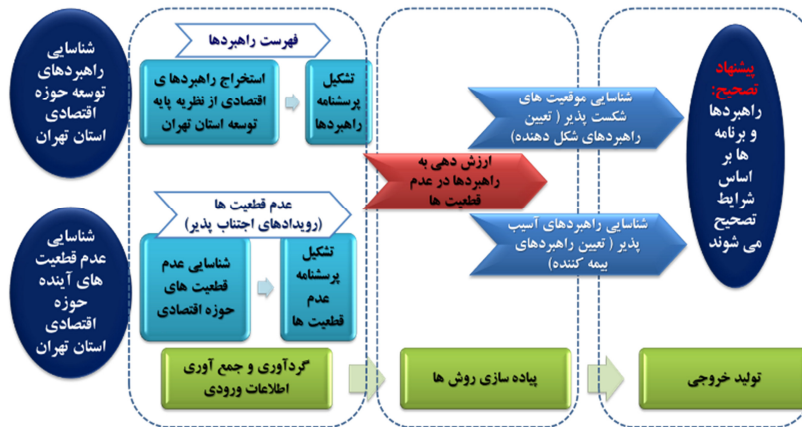 شناسایی
راهبردهای
توسعه حوزه
اقتصادی
استان تهران
فهرست راهبردها
استخراج راهبردها ی
اقتصادی از نظریه پایه
توسعه استان تهران
تشکیل
پرسشنامه
راهبردها
شناسایی
عدم قطعیت
های آینده
حوزه
اقتصادی
استان تهران
عدم قطعیت ها
(رویدادهای اجتناب پذیر)
شناسایی عدم
قطعیت های
حوزه اقتصادی
تشکیل
پرسشنامه
عدم
قطعیت ها
ارزش دهی به
راهبردها در عدم
قطعیت ها
شناسایی موقعیت های
شکست پذیر ( تعیین
راهبردهای شکل دهنده)
شناسایی راهبردهای آسیب
پذیر ( تعیین راهبردهای
بیمه کننده)
پیشنهاد
تصحیح:
راهبردها
و برنامه
ها بر
اساس
شرایط
تصحیح
می شوند
گردآوری و جمع آوری
اطلاعات ورودی
پیاده سازی روش ها
تولید خروجی